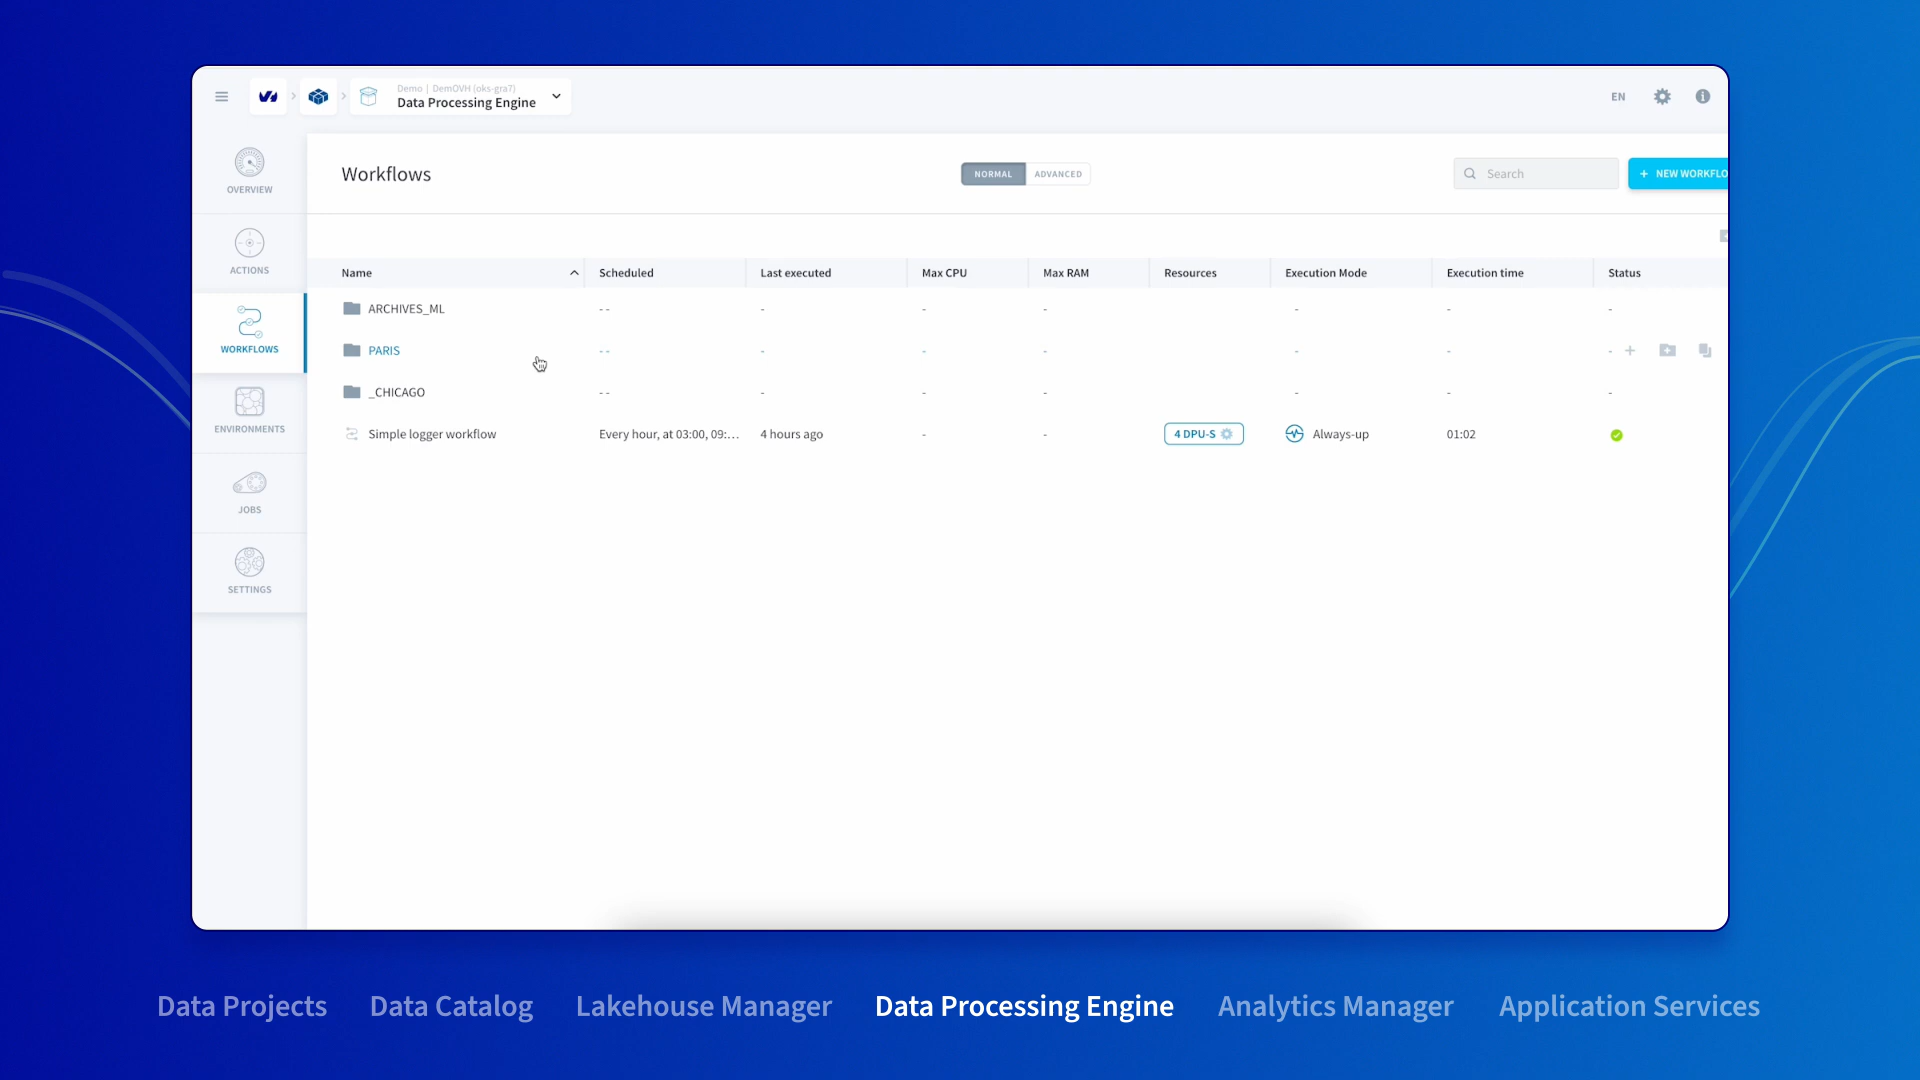 Demo | DemOVH (oks-gra7)
Data Processing Engine
EN
OVERVIEW
ACTIONS
WORKFLOWS
ENVIRONMENTS
JOBS
SETTINGS
Workflows
NORMAL ADVANCED
Search
+ NEW WORKFLO
Name Scheduled Last executed Max CPU Max RAM Resources Execution Mode Execution time Status
ARCHIVES_ML -- - - - - - -
PARIS -- - - - - - -
_CHICAGO -- - - - - - -
Simple logger workflow Every hour, at 03:00, 09:... 4 hours ago - - 4 DPU-S Always-up 01:02
Data Projects Data Catalog Lakehouse Manager Data Processing Engine Analytics Manager Application Services